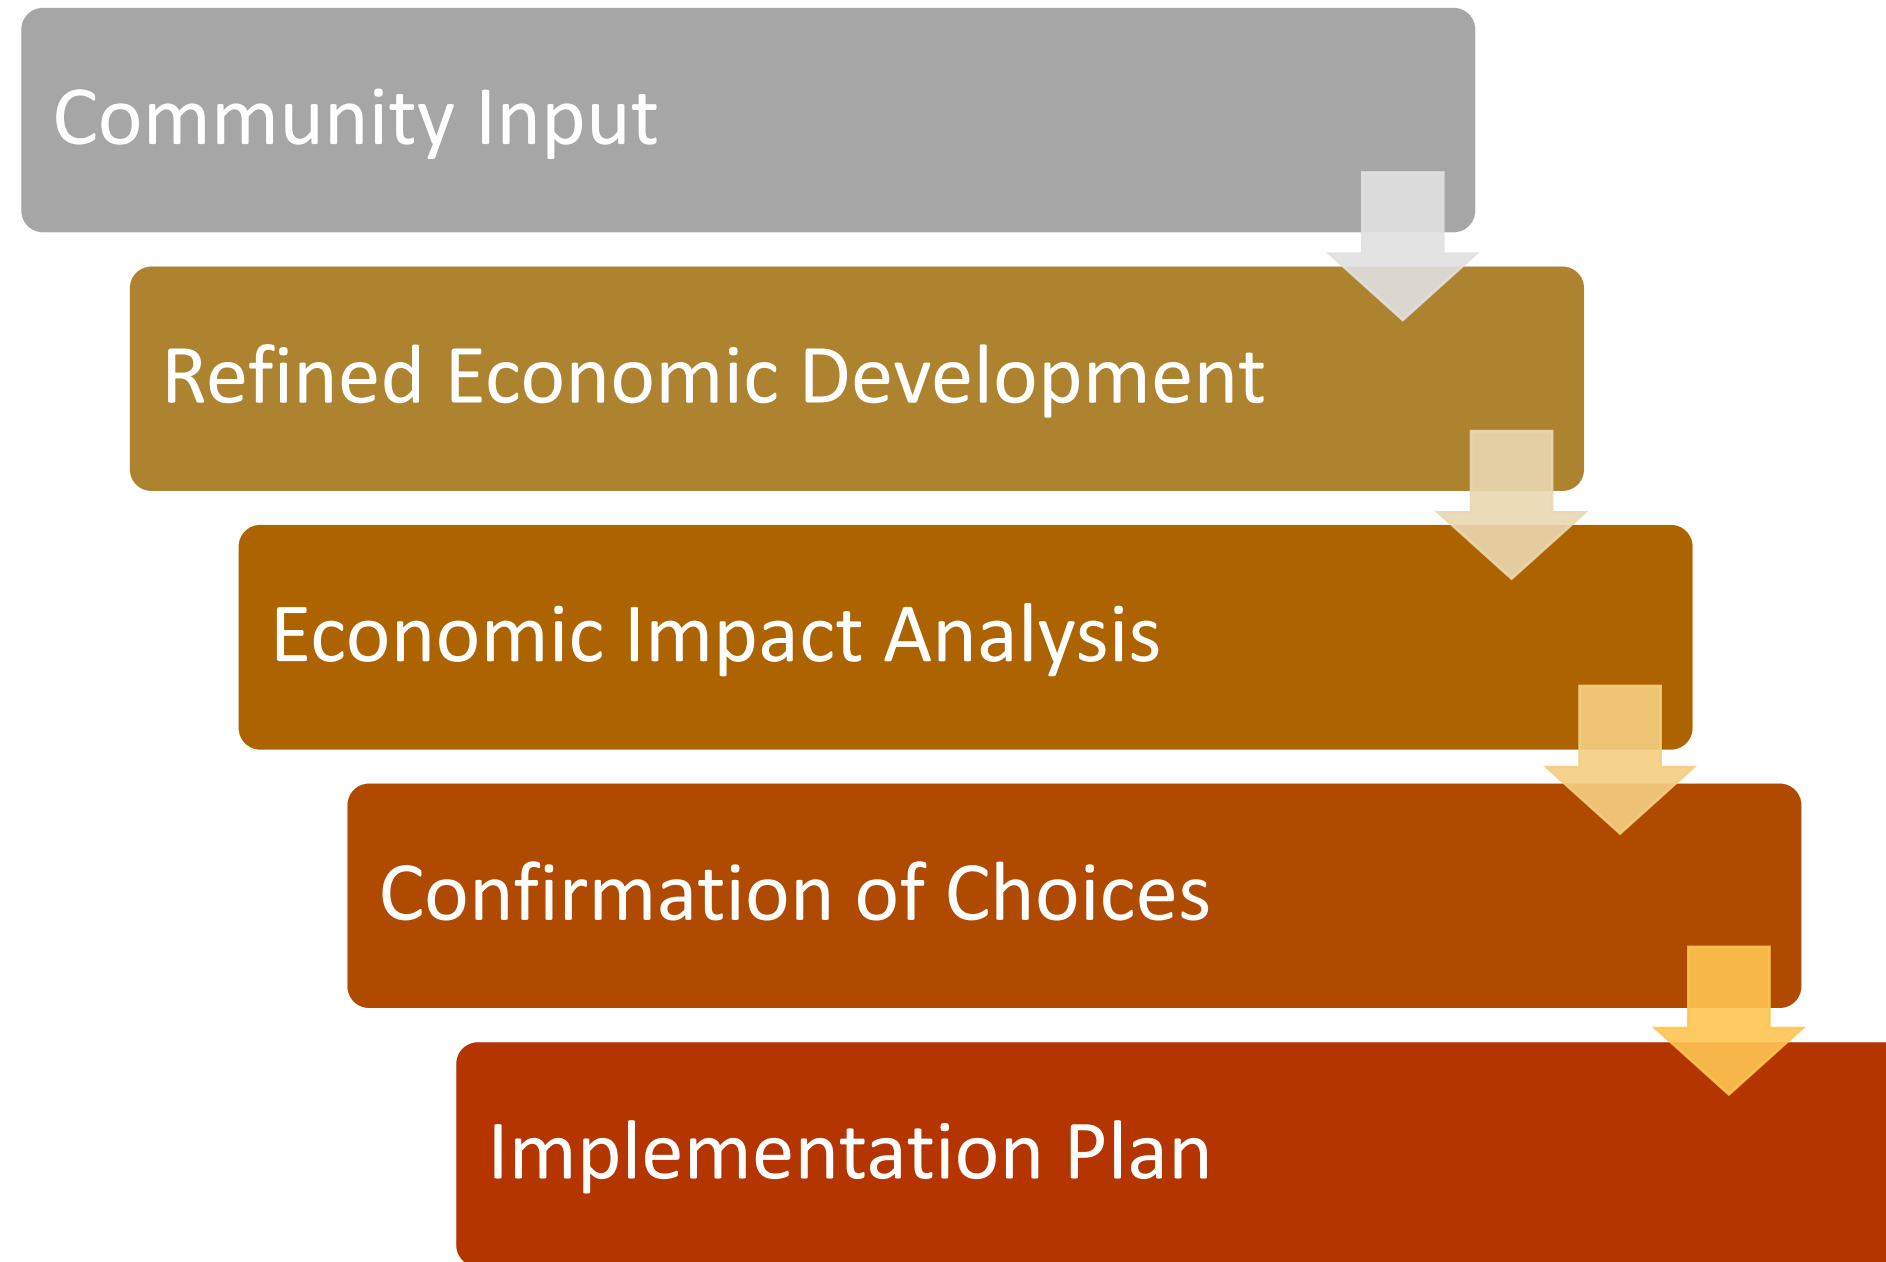 Community Input
Refined Economic Development
Economic Impact Analysis
Confirmation of Choices
Implementation Plan